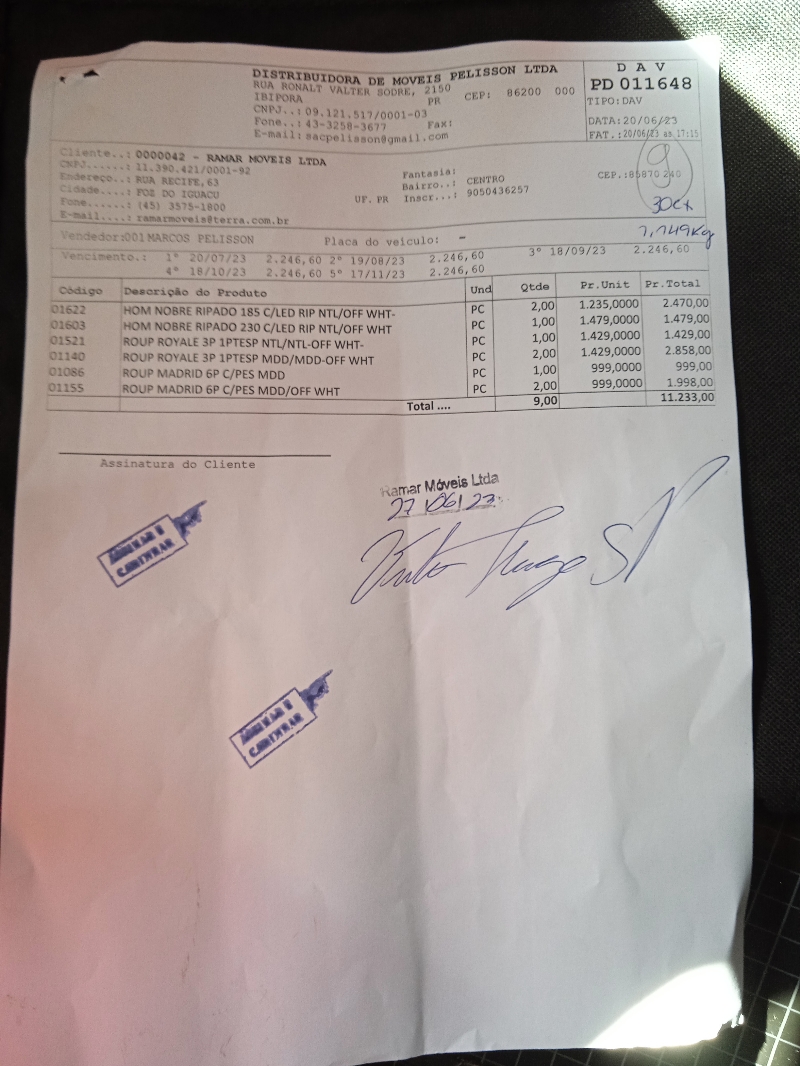 DISTRIBUIDORA DE MOVEIS PELISSON LTDA
RUA RONALT VALTER SODRE, 2150
IBIPORA PR CEP: 86200 000
CNPJ..: 09.121.517/0001-03
Fone..: 43-3258-3677 Fax:
E-mail: sacpelisson@gmail.com
D A V
PD 011648
TIPO:DAV
DATA:20/06/23
FAT.:20/06/23 as 17:15
Cliente..: 0000042 - RAMAR MOVEIS LTDA
CNPJ.....: 11.390.421/0001-92
Endereço..: RUA RECIFE, 63
Cidade....: FOZ DO IGUACU UF. PR
Fone......: (45) 3575-1800
E-mail....: ramarmoveis@terra.com.br
Fantasia:
Bairro..: CENTRO
Inscr...: 9050436257
CEP.:85870 240
9
30cx
1,149Kg
Vendedor:001 MARCOS PELISSON Placa do veiculo: -
Vencimento.: 1º 20/07/23 2.246,60 2º 19/08/23 2.246,60 3º 18/09/23 2.246,60
4º 18/10/23 2.246,60 5º 17/11/23 2.246,60
Código Descrição do Produto Und Qtde Pr.Unit Pr.Total
01622 HOM NOBRE RIPADO 185 C/LED RIP NTL/OFF WHT- PC 2,00 1.235,0000 2.470,00
01603 HOM NOBRE RIPADO 230 C/LED RIP NTL/OFF WHT PC 1,00 1.479,0000 1.479,00
01521 ROUP ROYALE 3P 1PTESP NTL/NTL-OFF WHT- PC 1,00 1.429,0000 1.429,00
01140 ROUP ROYALE 3P 1PTESP MDD/MDD-OFF WHT PC 2,00 1.429,0000 2.858,00
01086 ROUP MADRID 6P C/PES MDD PC 1,00 999,0000 999,00
01155 ROUP MADRID 6P C/PES MDD/OFF WHT PC 2,00 999,0000 1.998,00
Total .... 9,00 11.233,00
Assinatura do Cliente
Ramar Móveis Ltda
27/06/23